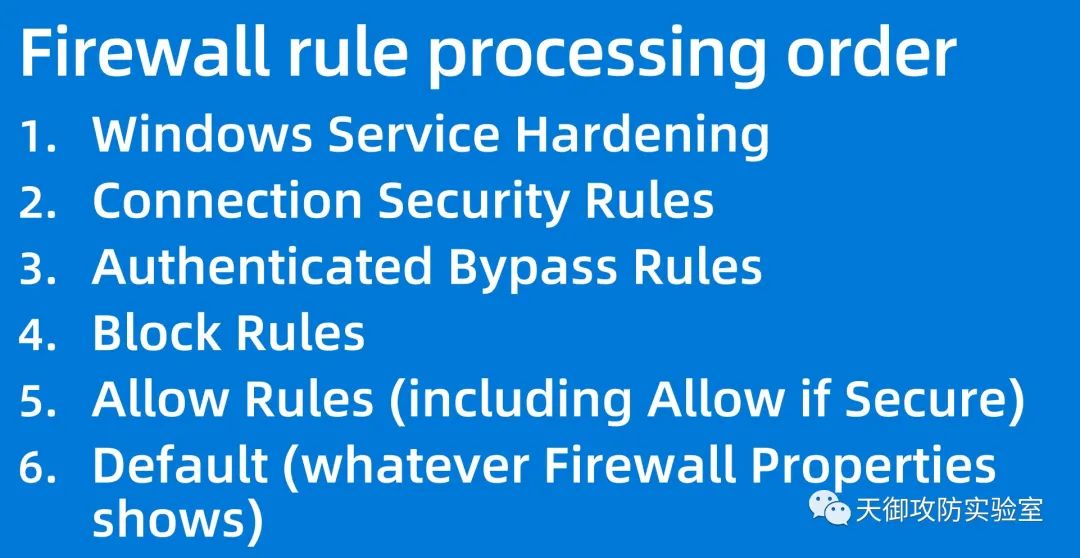 Firewall rule processing order
1. Windows Service Hardening
2. Connection Security Rules
3. Authenticated Bypass Rules
4. Block Rules
5. Allow Rules (including Allow if Secure)
6. Default (whatever Firewall Properties
shows)
天御攻防实验室